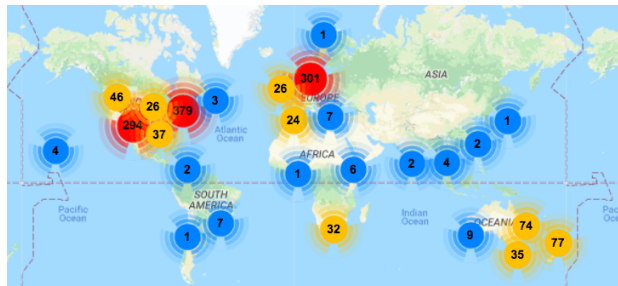 1
301
ASIA
26
EUROPE
46
26
3
379
294
37
24
7
1
Atlantic
Ocean
2
4
AFRICA
2
4
2
1
6
SOUTH
AMERICA
Pacific
Ocean
Indian
Ocean
7
1
32
9
OCEANIA
74
35
77
Pac
Oc